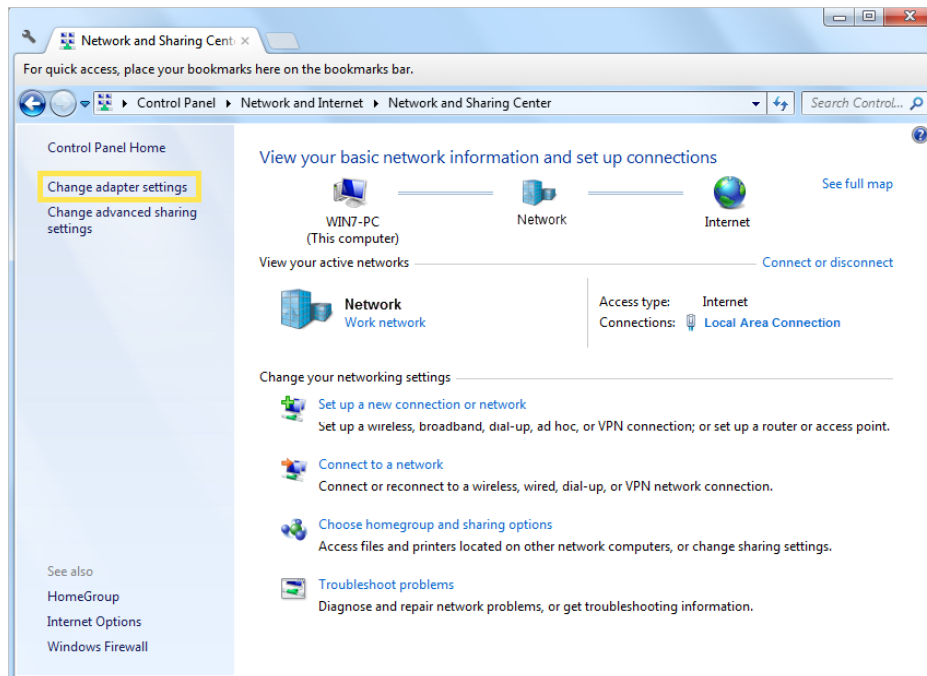 Network and Sharing Cent
For quick access, place your bookmarks here on the bookmarks bar.
Control Panel Network and Internet Network and Sharing Center
Search Control...
Control Panel Home
Change adapter settings
Change advanced sharing
settings
View your basic network information and set up connections
See full map
WIN7-PC
(This computer)
Network
Internet
View your active networks
Connect or disconnect
Network
Work network
Access type: Internet
Connections: Local Area Connection
Change your networking settings
Set up a new connection or network
Set up a wireless, broadband, dial-up, ad hoc, or VPN connection; or set up a router or access point.
Connect to a network
Connect or reconnect to a wireless, wired, dial-up, or VPN network connection.
Choose homegroup and sharing options
Access files and printers located on other network computers, or change sharing settings.
Troubleshoot problems
Diagnose and repair network problems, or get troubleshooting information.
See also
HomeGroup
Internet Options
Windows Firewall